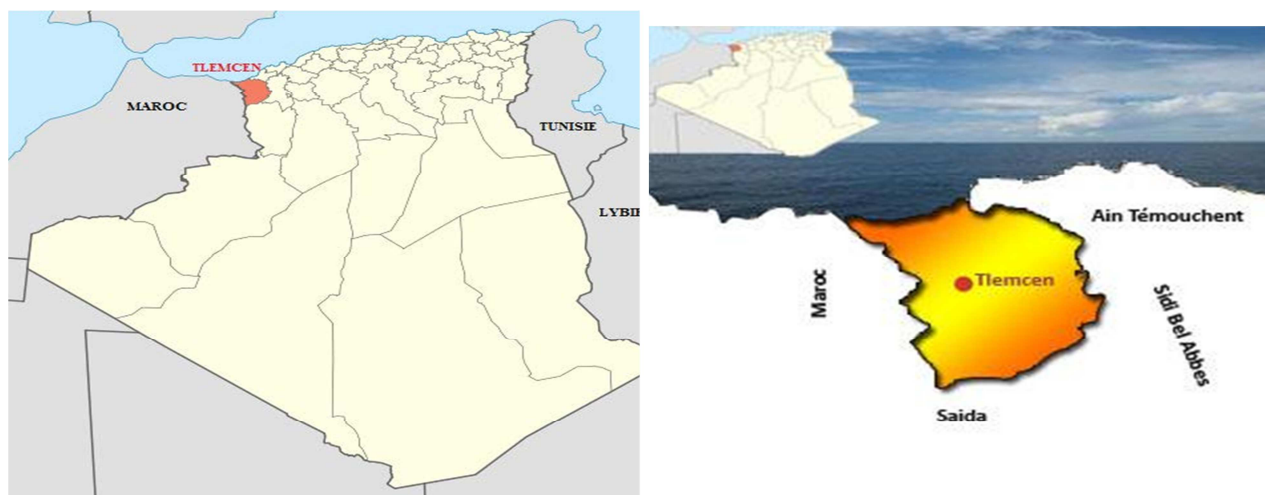 TLEMCEN
MAROC
TUNISIE
LYBIE
Ain Témouchent
Maroc
Tlemcen
Sidi Bel Abbes
Saida